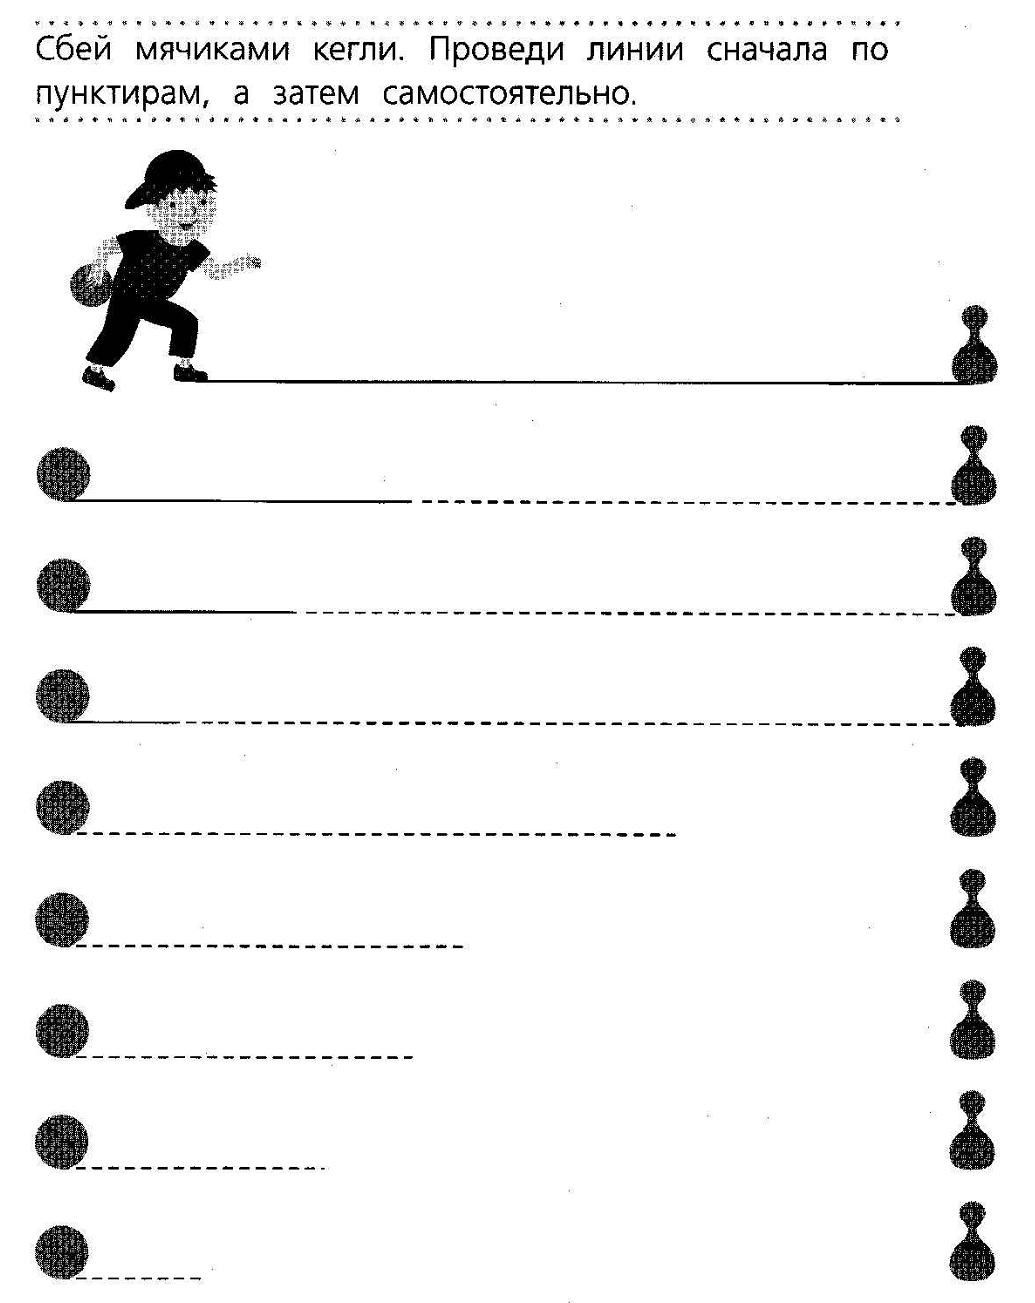 Сбей мячиками кегли. Проведи линии сначала по
пунктирам, а затем самостоятельно.